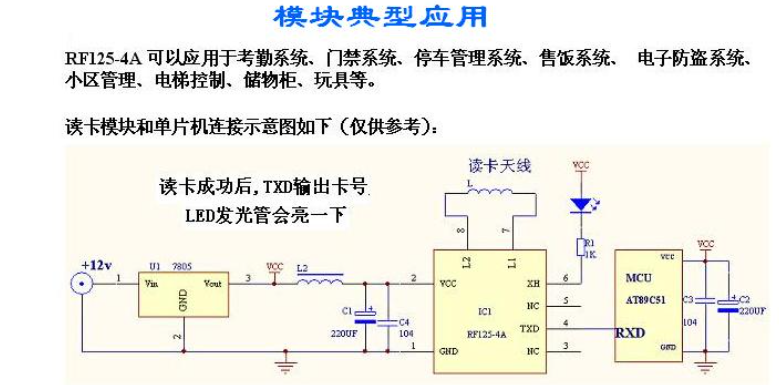 模块典型应用
RF125-4A 可以应用于考勤系统、门禁系统、停车管理系统、售饭系统、 电子防盗系统、
小区管理、电梯控制、储物柜、玩具等。
读卡模块和单片机连接示意图如下（仅供参考）：
读卡天线
VCC
读卡成功后,TXD输出卡号
LED发光管会亮一下
L
8
7
R1
1K
+12v
U1 7805
VCC
L2
L2
L1
VCC
1
Vin
Vout
3
2
VCC
XH
6
MCU
VCC
GND
C1
220UF
C4
104
IC1
RF125-4A
NC
5
AT89C51
C3
104
C2
220UF
TXD
4
RXD
2
1
GND
NC
3
GND